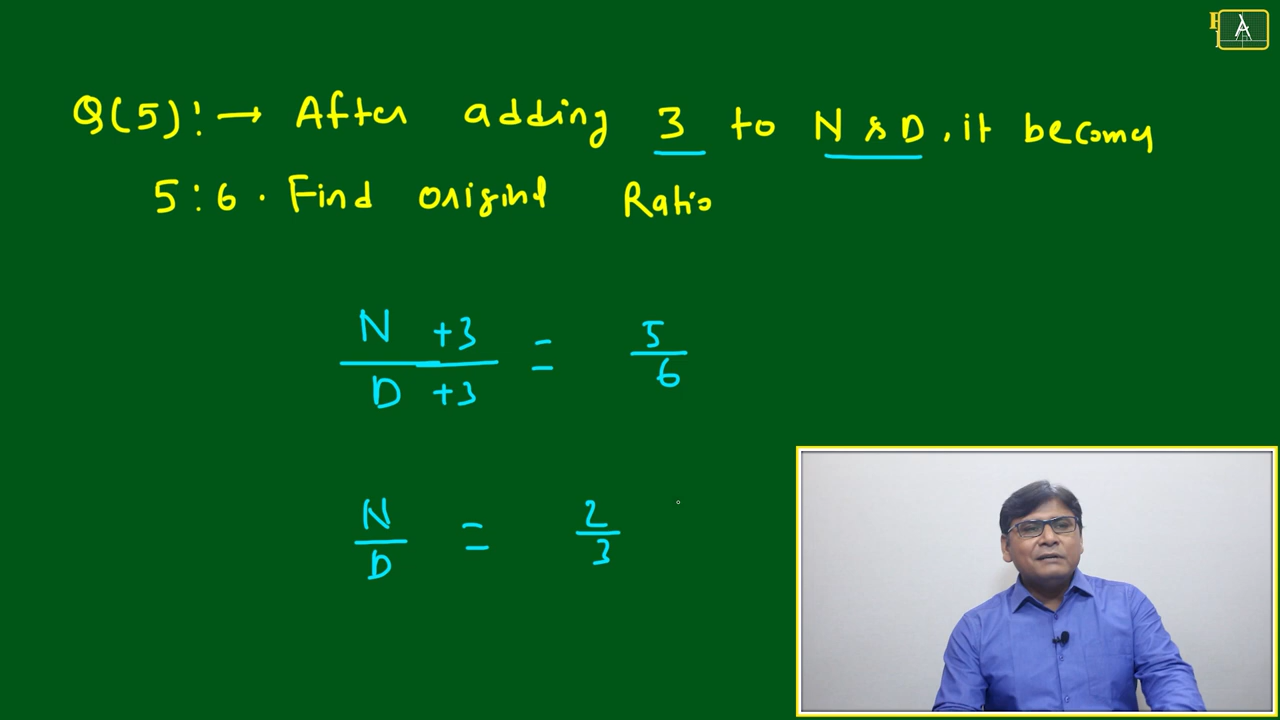 Q(5):→ After adding 3 to N & D, it becomes
5:6. Find original Ratio
N +3
D +3
=
5
6
N
D
=
2
3